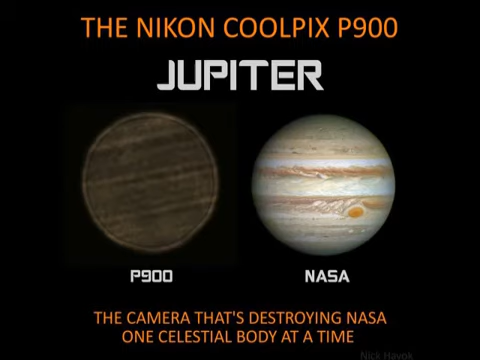 THE NIKON COOLPIX P900
JUPITER
P900 NASA
THE CAMERA THAT'S DESTROYING NASA
ONE CELESTIAL BODY AT A TIME
Nick Havok